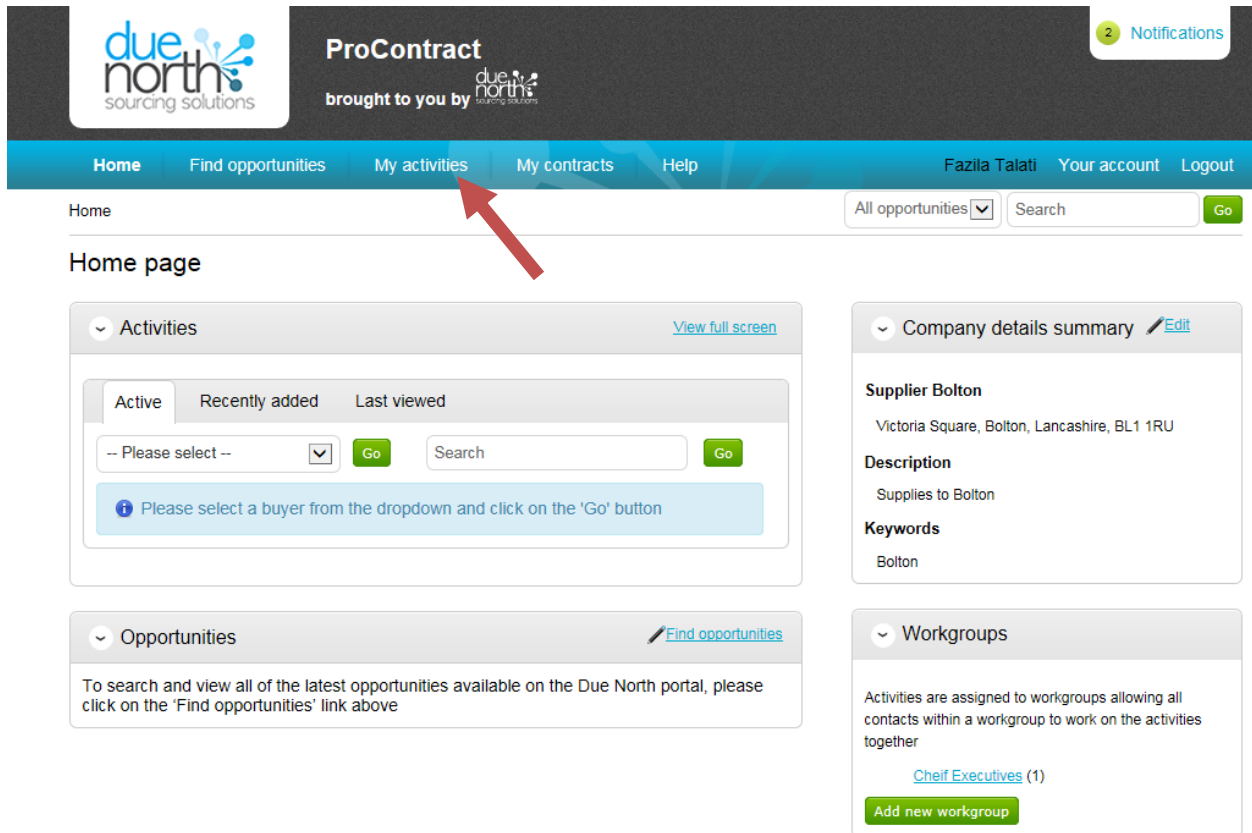 due
north
sourcing solutions
ProContract
brought to you by due north sourcing solutions
2 Notifications
Home Find opportunities My activities My contracts Help Fazila Talati Your account Logout
Home
All opportunities Search Go
Home page
Activities View full screen
Active Recently added Last viewed
-- Please select -- Go Search Go
Please select a buyer from the dropdown and click on the 'Go' button
Opportunities Find opportunities
To search and view all of the latest opportunities available on the Due North portal, please
click on the 'Find opportunities' link above
Company details summary Edit
Supplier Bolton
Victoria Square, Bolton, Lancashire, BL1 1RU
Description
Supplies to Bolton
Keywords
Bolton
Workgroups
Activities are assigned to workgroups allowing all
contacts within a workgroup to work on the activities
together
Cheif Executives (1)
Add new workgroup